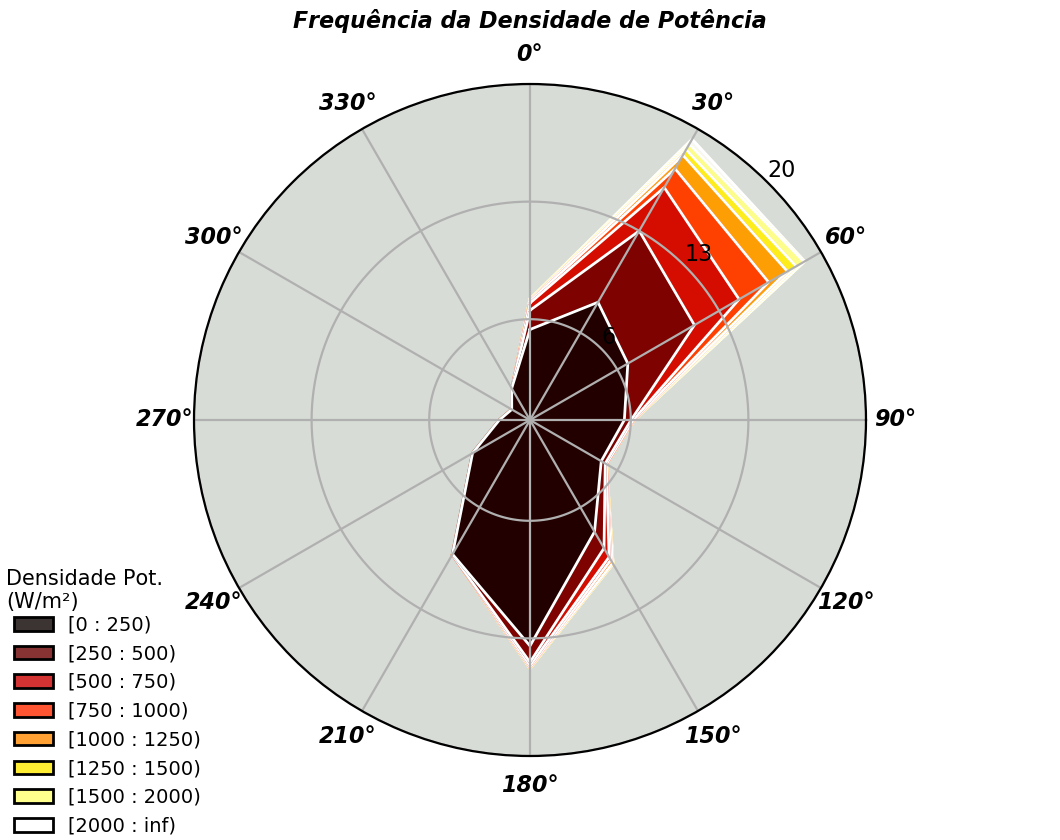 Frequência da Densidade de Potência
0°
330°
30°
20
300°
60°
13
6
270°
90°
Densidade Pot.
(W/m²)
240°
120°
[0 : 250)
[250 : 500)
[500 : 750)
[750 : 1000)
210°
150°
[1000 : 1250)
[1250 : 1500)
180°
[1500 : 2000)
[2000 : inf)